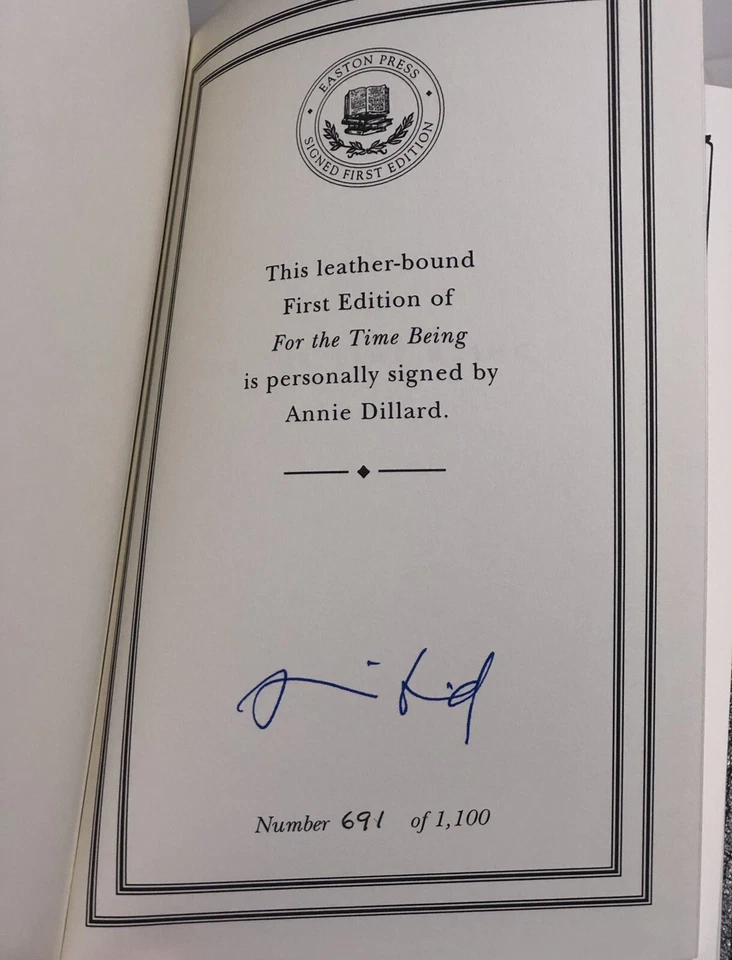 EASTON PRESS
SIGNED FIRST EDITION
This leather-bound
First Edition of
For the Time Being
is personally signed by
Annie Dillard.
Number 691 of 1,100